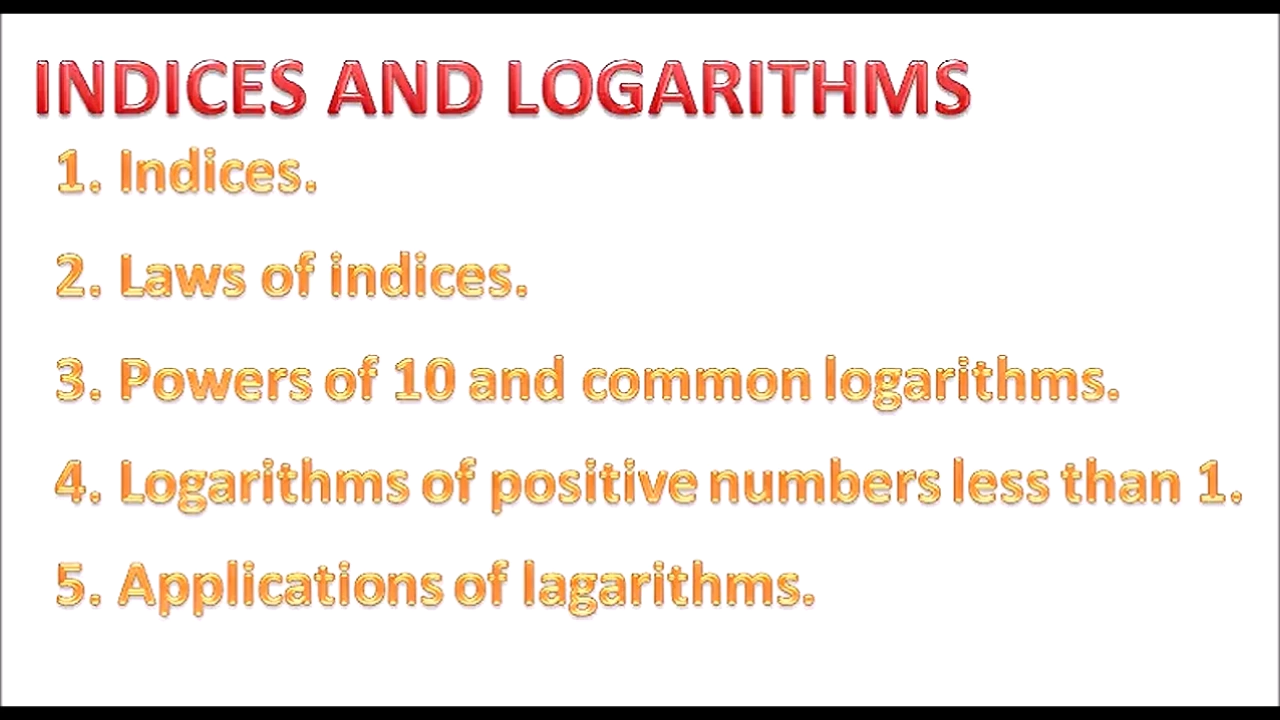 INDICES AND LOGARITHMS
1. Indices.
2. Laws of indices.
3. Powers of 10 and common logarithms.
4. Logarithms of positive numbers less than 1.
5. Applications of lagarithms.